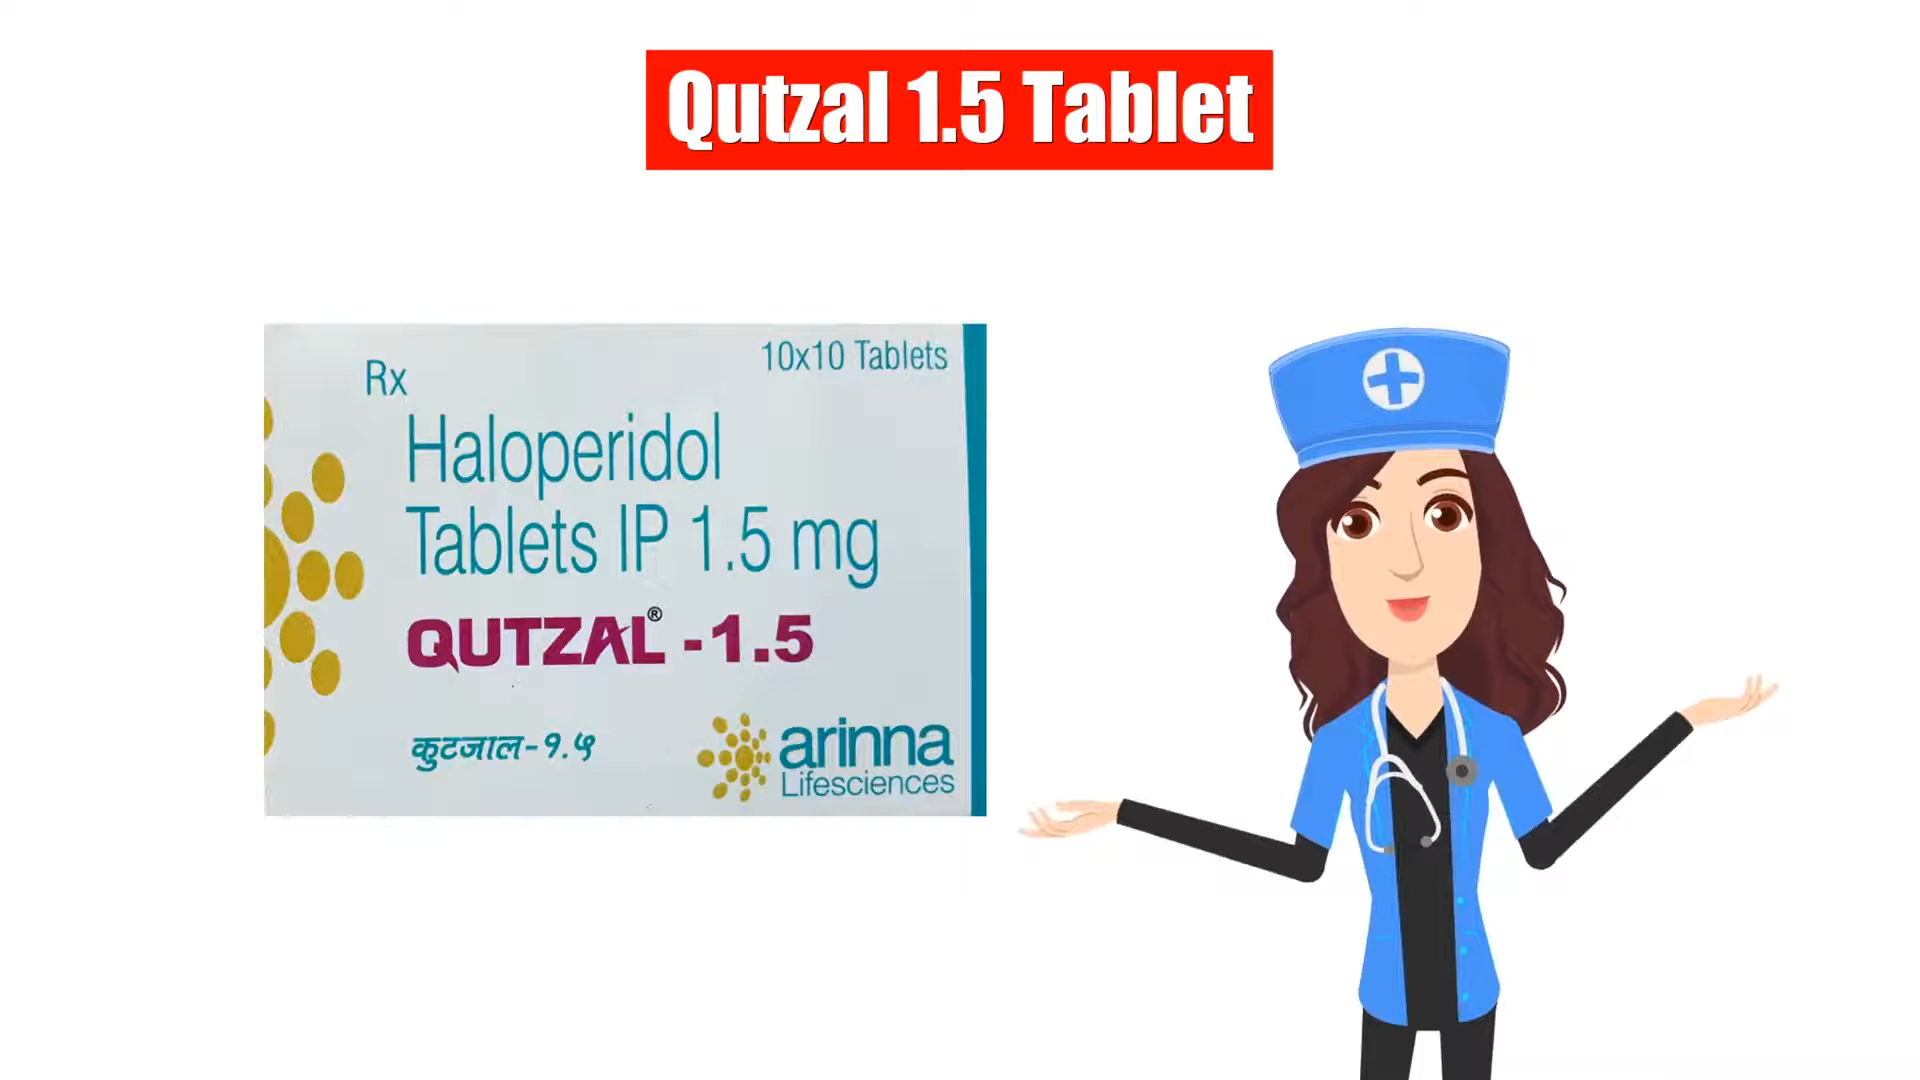 Qutzal 1.5 Tablet
10x10 Tablets
Rx
Haloperidol
Tablets IP 1.5 mg
QUTZAL® -1.5
कुटजाल-१.५
arinna
Lifesciences